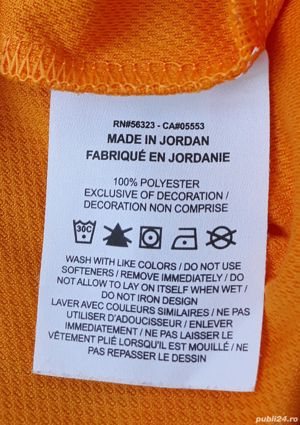 RN#56323 - CA#05553
MADE IN JORDAN
FABRIQUÉ EN JORDANIE
100% POLYESTER
EXCLUSIVE OF DECORATION /
DECORATION NON COMPRISE
30C
WASH WITH LIKE COLORS / DO NOT USE
SOFTENERS / REMOVE IMMEDIATELY / DO
NOT ALLOW TO LAY ON ITSELF WHEN WET /
DO NOT IRON DESIGN
LAVER AVEC COULEURS SIMILAIRES / NE PAS
UTILISER D'ADOUCISSEUR / ENLEVER
IMMEDIATEMENT / NE PAS LAISSER LE
VÊTEMENT PLIÉ LORSQU'IL EST MOUILLÉ / NE
PAS REPASSER LE DESSIN
publi24.ro